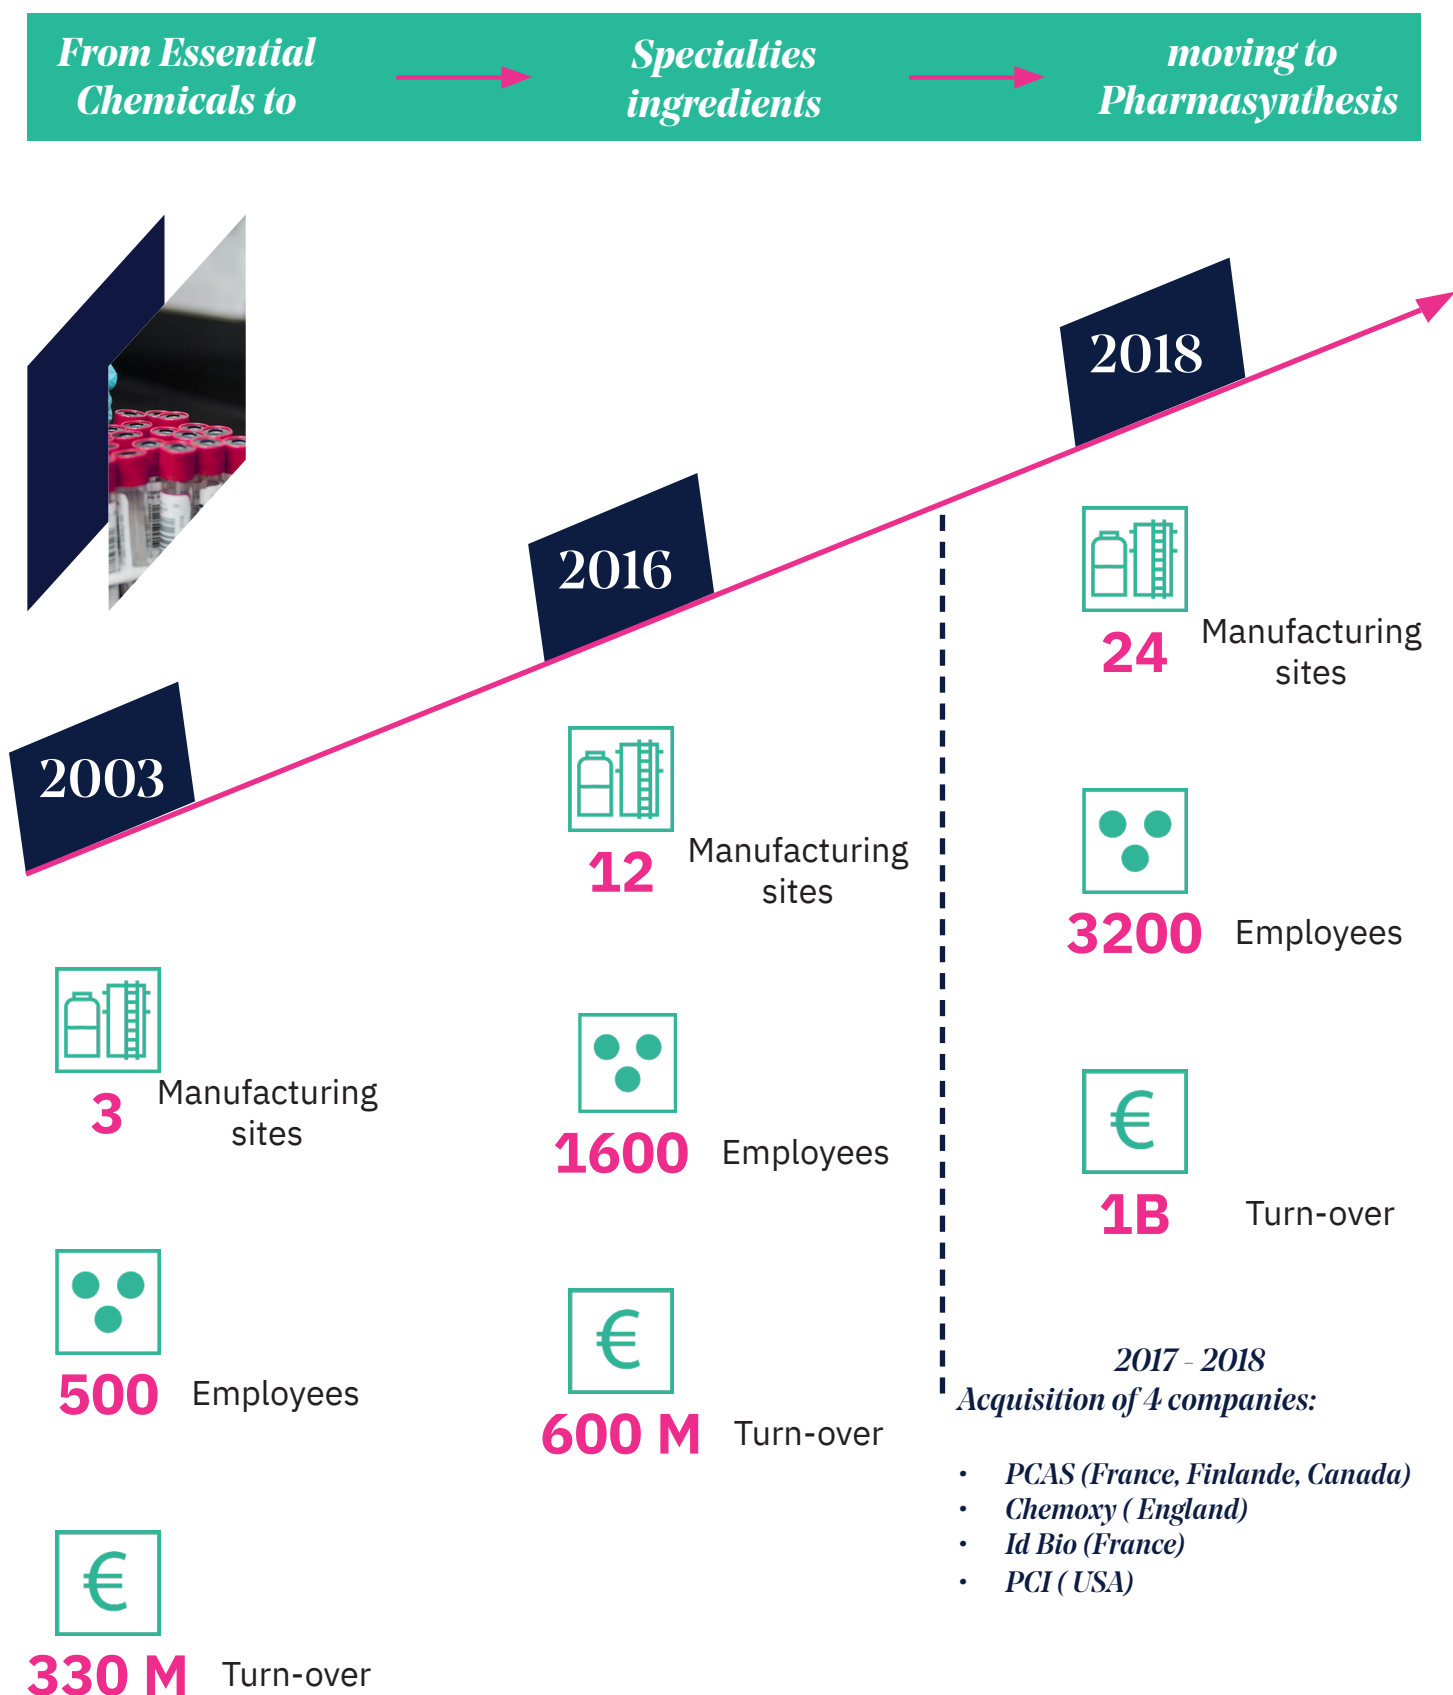 From Essential
Chemicals to
Specialties
ingredients
moving to
Pharmasynthesis
2003
3
Manufacturing
sites
500 Employees
€
330 M Turn-over
2016
12
Manufacturing
sites
1600 Employees
€
600 M Turn-over
2018
24
Manufacturing
sites
3200 Employees
€
1B Turn-over
2017 - 2018
Acquisition of 4 companies:
• PCAS (France, Finlande, Canada)
• Chemoxy ( England)
• Id Bio (France)
• PCI ( USA)